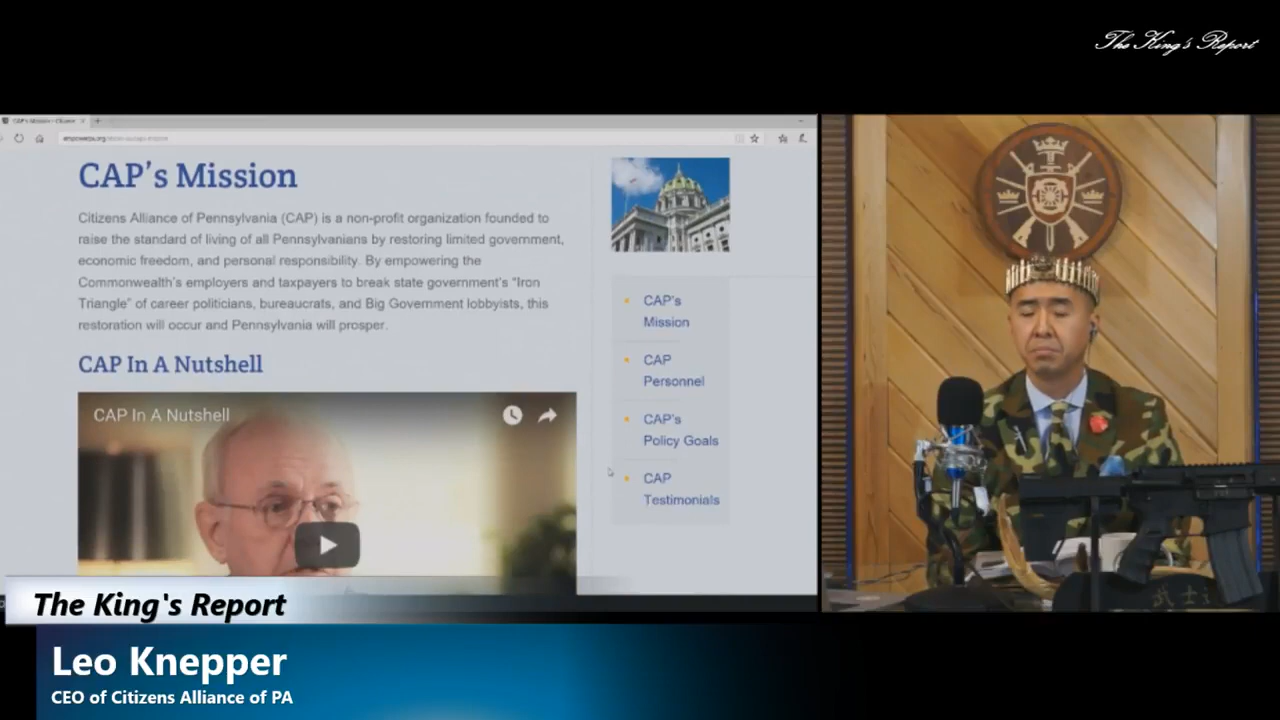 The King's Report
CAP's Mission
Citizens Alliance of Pennsylvania (CAP) is a non-profit organization founded to
raise the standard of living of all Pennsylvanians by restoring limited government,
economic freedom, and personal responsibility. By empowering the
Commonwealth's employers and taxpayers to break state government's "Iron
Triangle" of career politicians, bureaucrats, and Big Government lobbyists, this
restoration will occur and Pennsylvania will prosper.
CAP In A Nutshell
CAP In A Nutshell
CAP's
Mission
CAP
Personnel
CAP's
Policy Goals
CAP
Testimonials
The King's Report
Leo Knepper
CEO of Citizens Alliance of PA